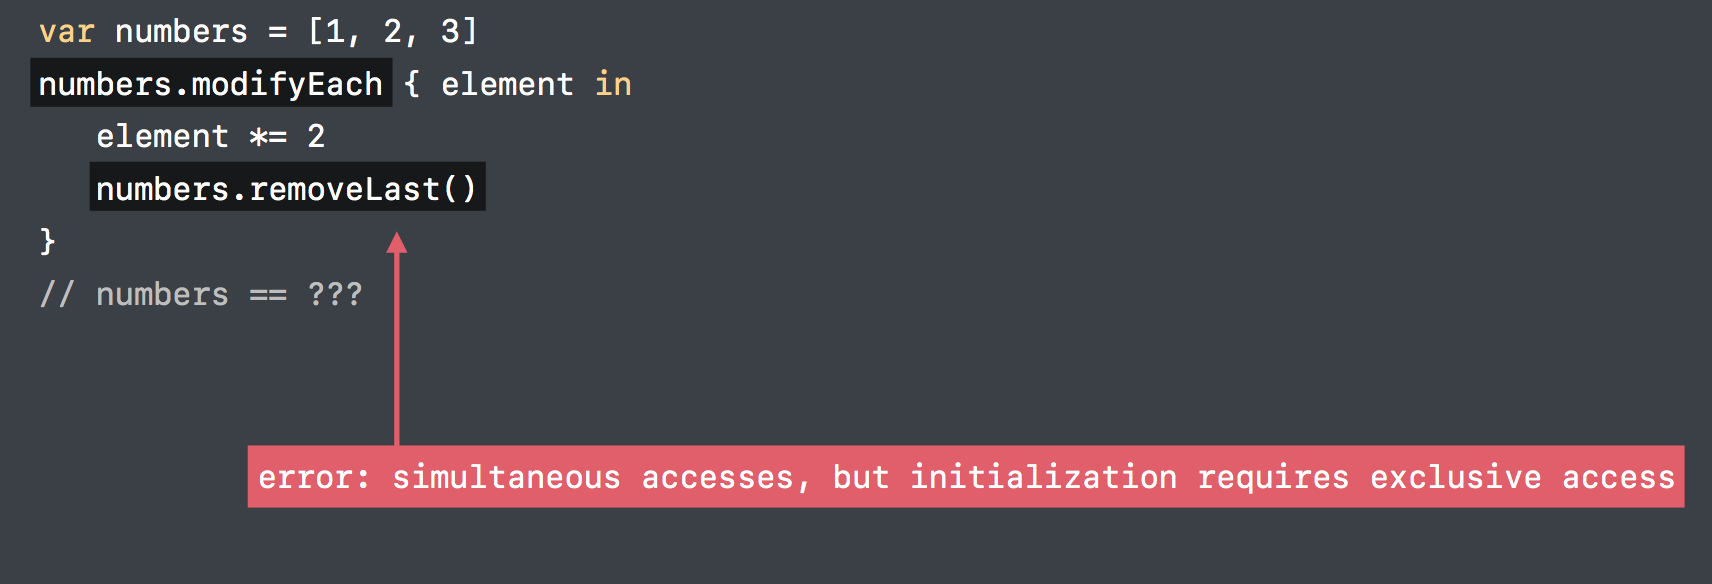 var numbers = [1, 2, 3]
numbers.modifyEach { element in
element *= 2
numbers.removeLast()
}
// numbers == ???
error: simultaneous accesses, but initialization requires exclusive access